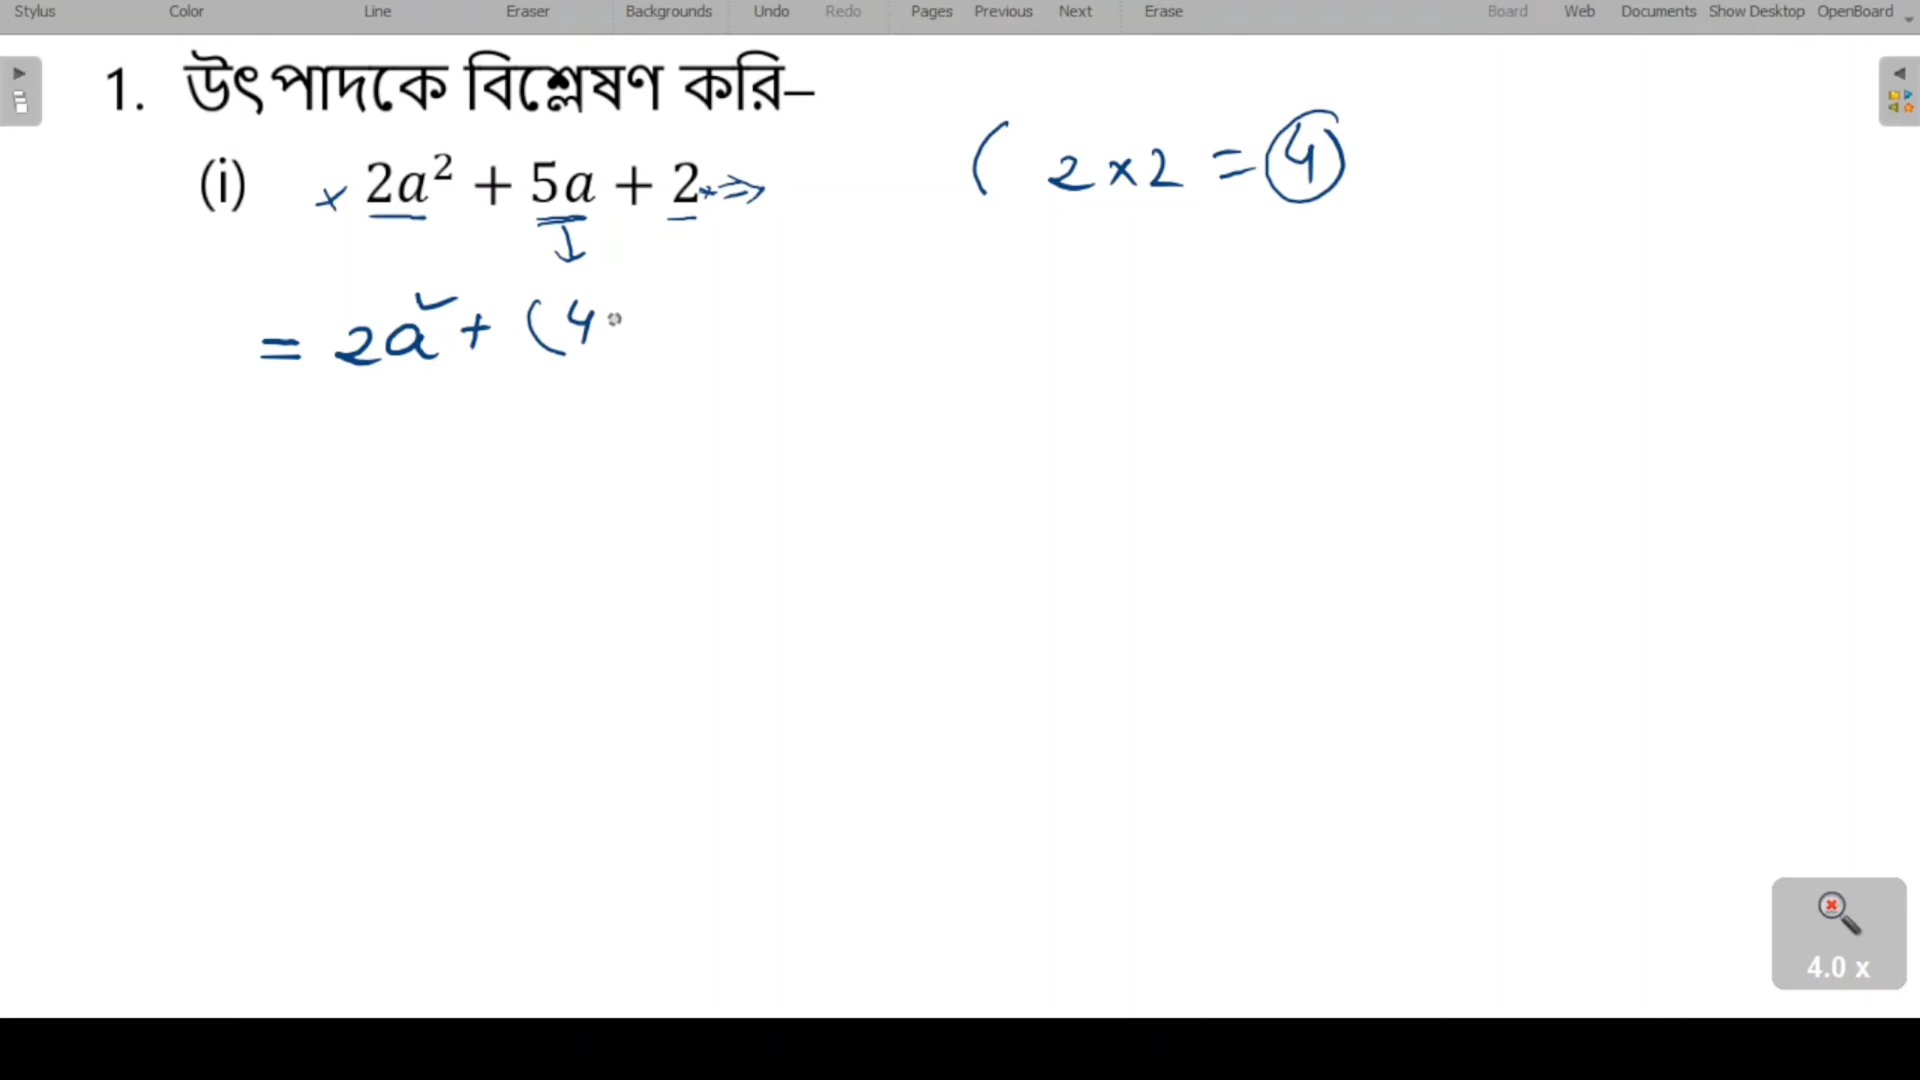 Stylus Color Line Eraser Backgrounds Undo Redo Pages Previous Next Erase Board Web Documents Show Desktop OpenBoard
1. উৎপাদকে বিশ্লেষণ করি–
(i) × 2a² + 5a + 2 × ⇒ ( 2 × 2 = 4
↓
= 2a² + (4
4.0 x